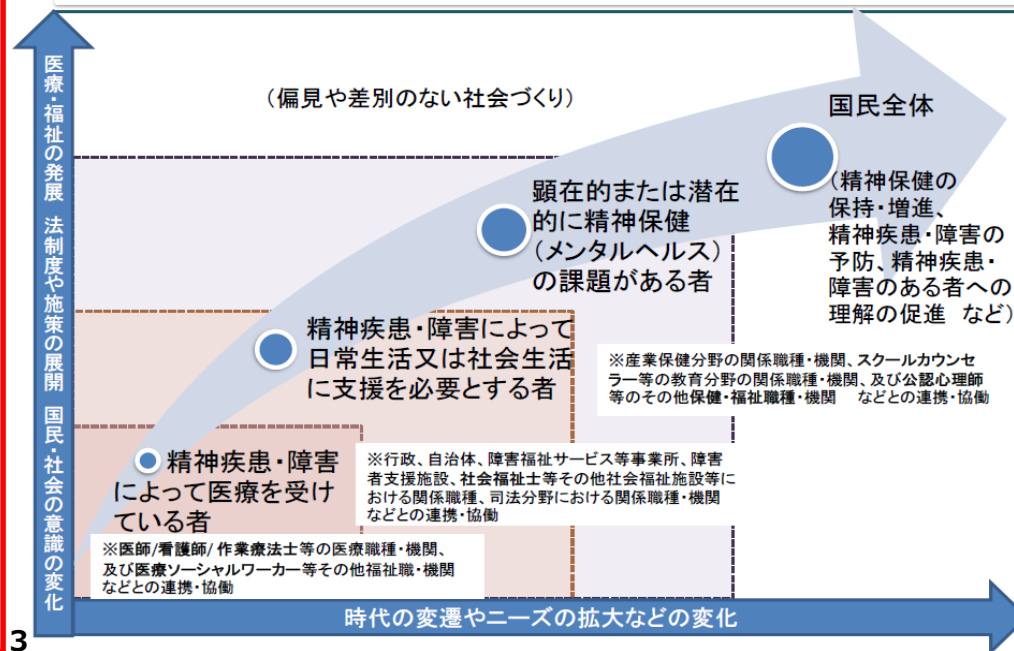 医療・福祉の発展　法制度や施策の展開　国民・社会の意識の変化
(偏見や差別のない社会づくり)
国民全体
(精神保健の
保持・増進、
精神疾患・障害の
予防、精神疾患・
障害のある者への
理解の促進　など)
顕在的または潜在
的に精神保健
(メンタルヘルス)
の課題がある者
※産業保健分野の関係職種・機関、スクールカウンセ
ラー等の教育分野の関係職種・機関、及び公認心理師
等のその他保健・福祉職種・機関　などとの連携・協働
精神疾患・障害によって
日常生活又は社会生活
に支援を必要とする者
※行政、自治体、障害福祉サービス等事業所、障害
者支援施設、社会福祉士等その他社会福祉施設等に
おける関係職種、司法分野における関係職種・機関
などとの連携・協働
精神疾患・障害
によって医療を受け
ている者
※医師/看護師/作業療法士等の医療職種・機関、
及び医療ソーシャルワーカー等その他福祉職・機関
などとの連携・協働
時代の変遷やニーズの拡大などの変化
3